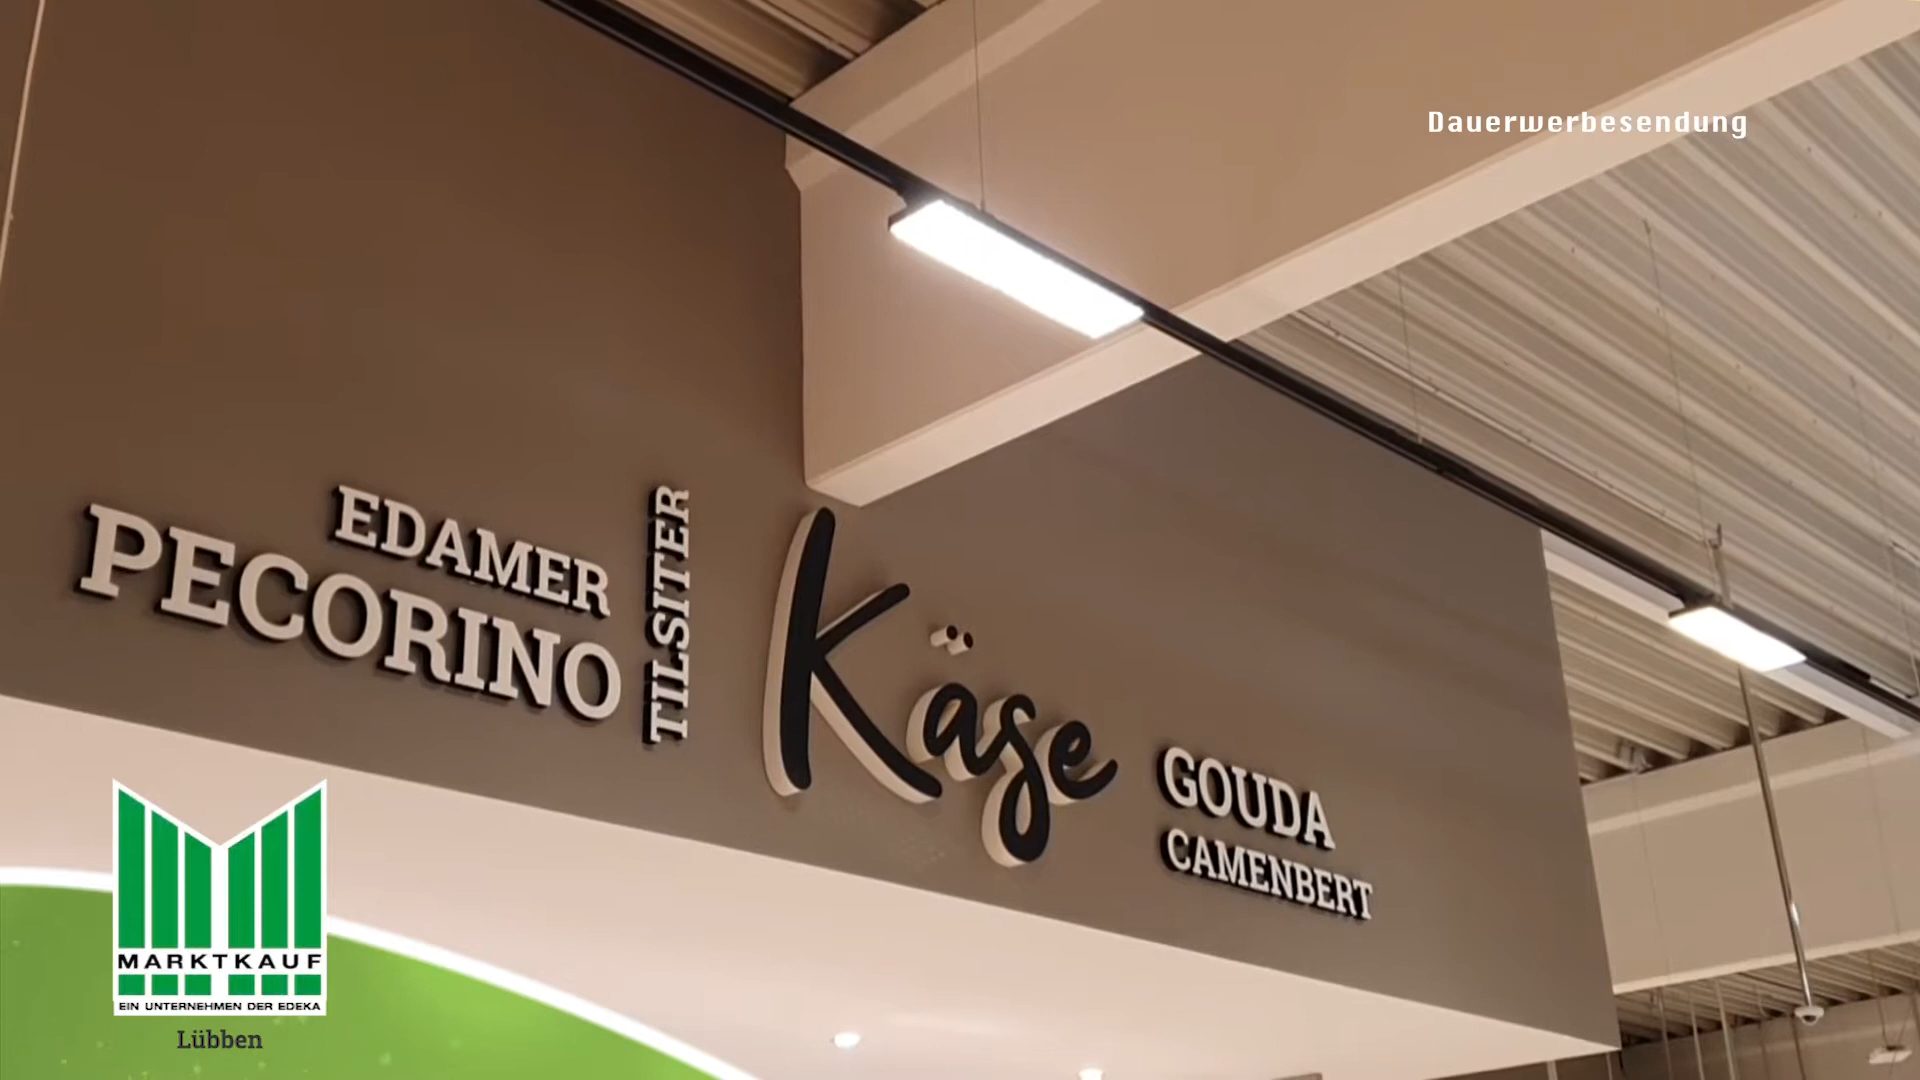 Dauerwerbesendung
EDAMER
PECORINO
TILSITER
Käse
GOUDA
CAMENBERT
MARKTKAUF
EIN UNTERNEHMEN DER EDEKA
Lübben